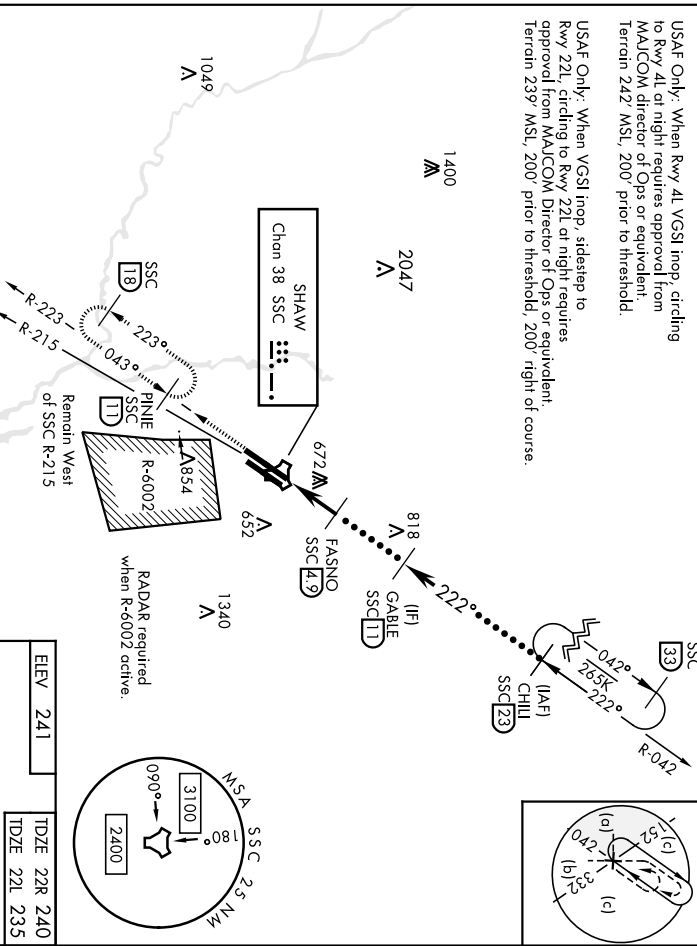 USAF Only: When Rwy 4L VGSI inop, circling
to Rwy 4L at night requires approval from
MAJCOM director of Ops or equivalent.
Terrain 242' MSL, 200' prior to threshold.
USAF Only: When VGSI inop, sidestep to
Rwy 22L, circling to Rwy 22L at night requires
approval from MAJCOM Director of Ops or equivalent.
Terrain 239' MSL, 200' prior to threshold, 200' right of course.
1049
1400
2047
SHAW
Chan 38 SSC
SSC
18
R-223
R-215
223°
043°
PINIE
SSC
11
Remain West
of SSC R-215
854
R-6002
672
652
818
1340
RADAR required
when R-6002 active.
FASNO
SSC 4.9
(IF)
GABLE
SSC 11
222°
(IAF)
CHILI
SSC 23
SSC
33
042°
265K
222°
R-042
(a)
(b)
(c)
(c)
042
152
332
MSA SSC 25 NM
090°
180°
3100
2400
ELEV 241
TDZE 22R 240
TDZE 22L 235